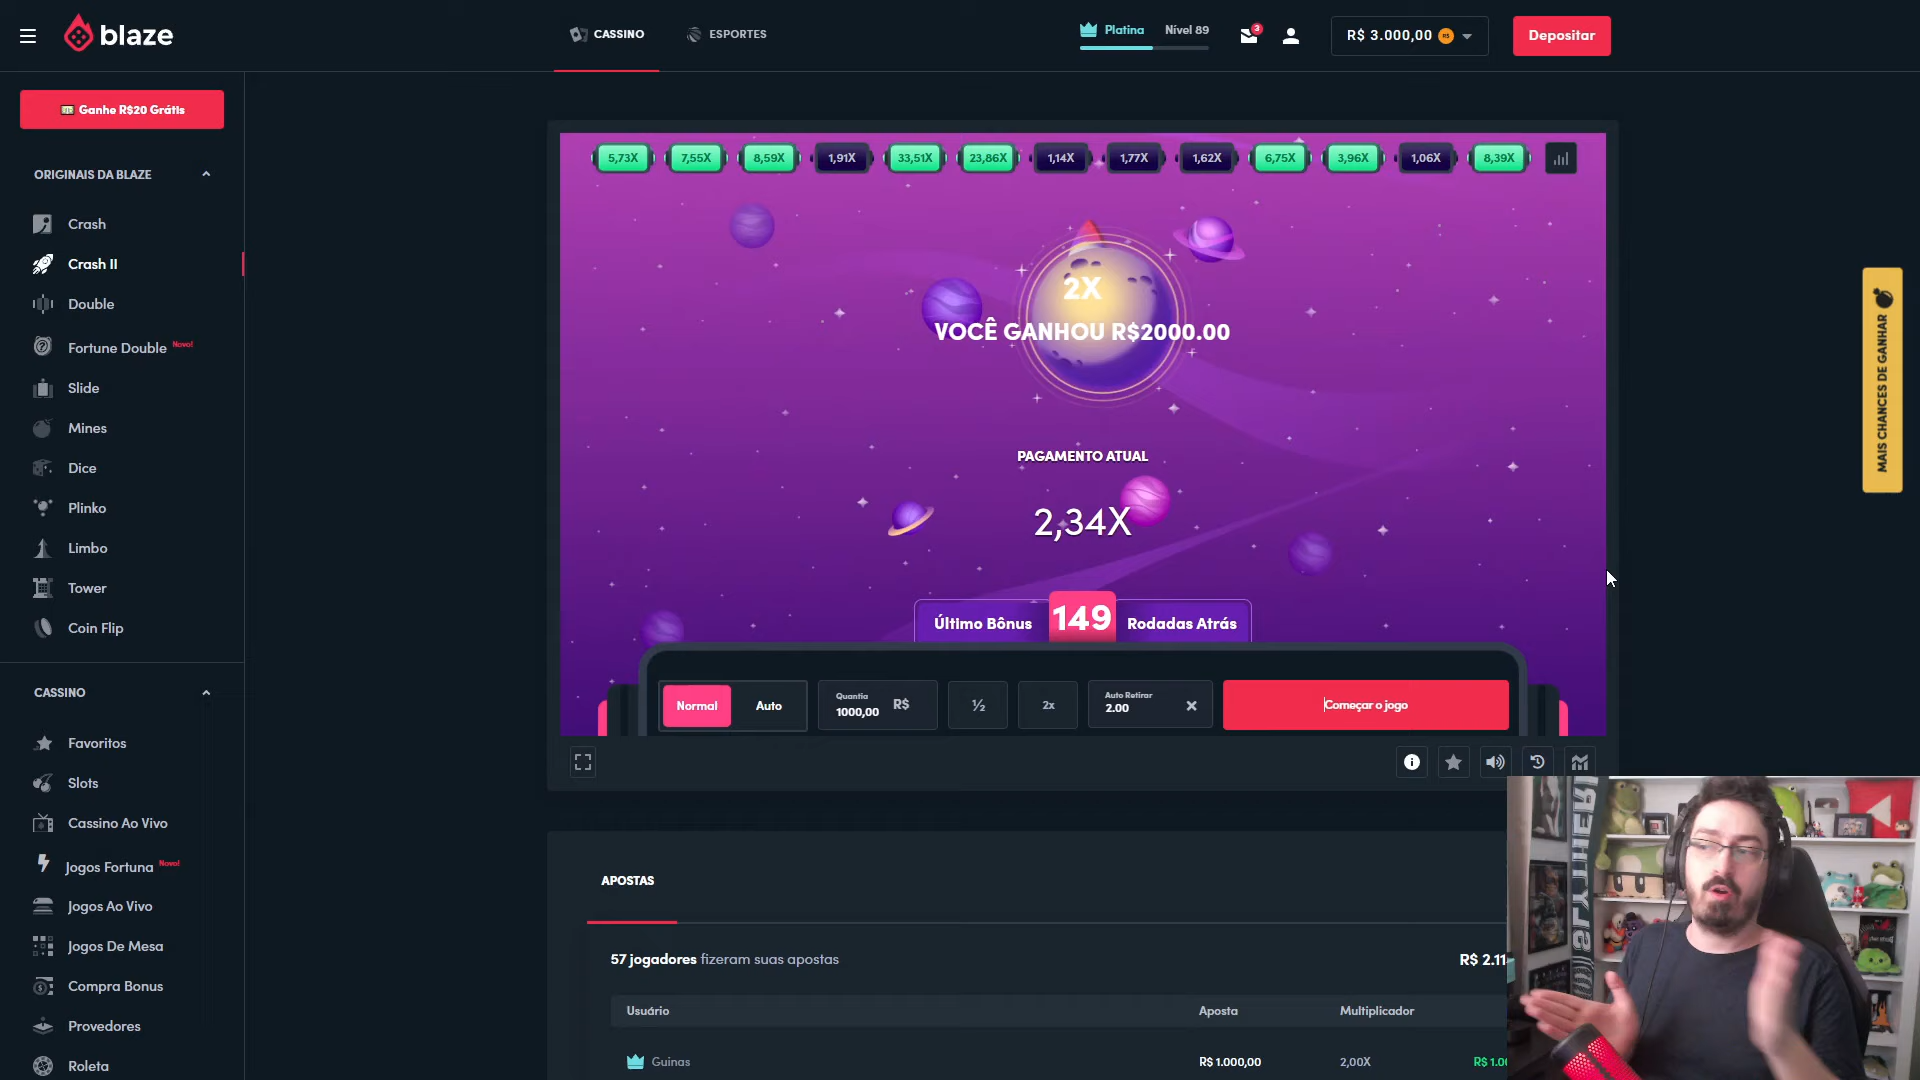 blaze
CASSINO
ESPORTES
Platina
Nível 89
3
R$ 3.000,00
R$
Depositar
Ganhe R$20 Grátis
ORIGINAIS DA BLAZE
Crash
Crash II
Double
Fortune Double Novo!
Slide
Mines
Dice
Plinko
Limbo
Tower
Coin Flip
CASSINO
Favoritos
Slots
Cassino Ao Vivo
Jogos Fortuna Novo!
Jogos Ao Vivo
Jogos De Mesa
Compra Bonus
Provedores
Roleta
5,73X 7,55X 8,59X 1,91X 33,51X 23,86X 1,14X 1,77X 1,62X 6,75X 3,96X 1,06X 8,39X
2X
VOCÊ GANHOU R$2000.00
PAGAMENTO ATUAL
2,34X
Último Bônus 149 Rodadas Atrás
Normal
Auto
Quantia
1000,00
R$
½
2x
Auto Retirar
2.00
Começar o jogo
MAIS CHANCES DE GANHAR
APOSTAS
57 jogadores fizeram suas apostas
R$ 2.11
Usuário Aposta Multiplicador
Guinas R$ 1.000,00 2,00X R$ 1.00